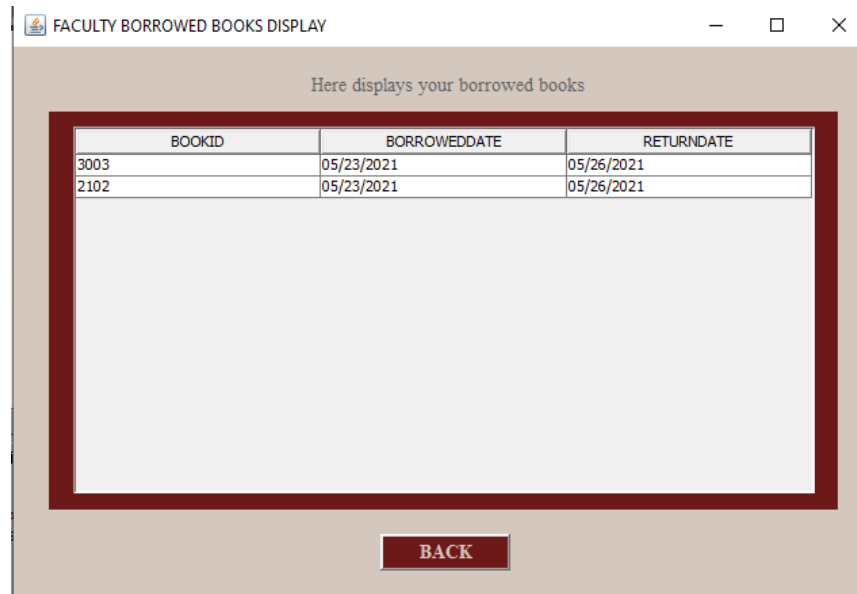 FACULTY BORROWED BOOKS DISPLAY
Here displays your borrowed books
BOOKID BORROWEDDATE RETURNDATE
3003 05/23/2021 05/26/2021
2102 05/23/2021 05/26/2021
BACK